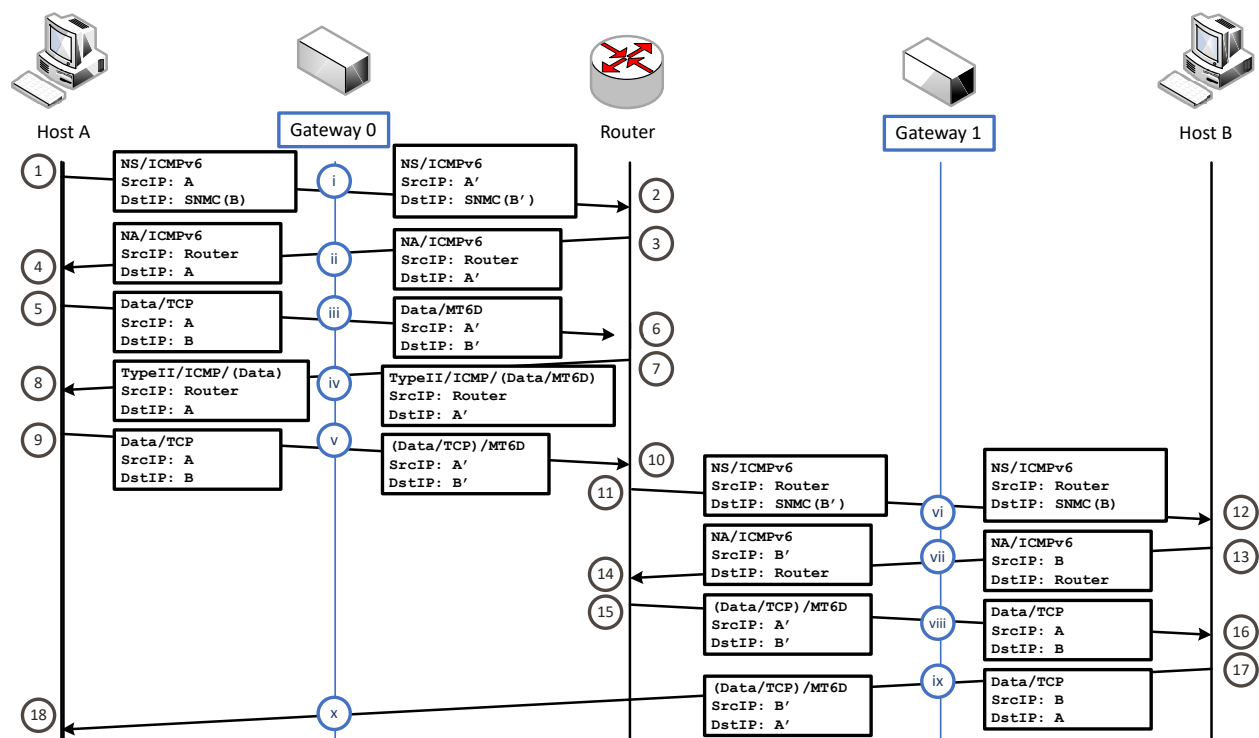 Host A
Gateway 0
Router
Gateway 1
Host B
1
NS/ICMPv6
SrcIP: A
DstIP: SNMC(B)
i
NS/ICMPv6
SrcIP: A’
DstIP: SNMC(B’)
2
4
NA/ICMPv6
SrcIP: Router
DstIP: A
ii
NA/ICMPv6
SrcIP: Router
DstIP: A’
3
5
Data/TCP
SrcIP: A
DstIP: B
iii
Data/MT6D
SrcIP: A’
DstIP: B’
6
8
TypeII/ICMP/(Data)
SrcIP: Router
DstIP: A
iv
TypeII/ICMP/(Data/MT6D)
SrcIP: Router
DstIP: A’
7
9
Data/TCP
SrcIP: A
DstIP: B
v
(Data/TCP)/MT6D
SrcIP: A’
DstIP: B’
10
11
NS/ICMPv6
SrcIP: Router
DstIP: SNMC(B’)
vi
NS/ICMPv6
SrcIP: Router
DstIP: SNMC(B)
12
14
NA/ICMPv6
SrcIP: B’
DstIP: Router
vii
NA/ICMPv6
SrcIP: B
DstIP: Router
13
15
(Data/TCP)/MT6D
SrcIP: A’
DstIP: B’
viii
Data/TCP
SrcIP: A
DstIP: B
16
18
x
(Data/TCP)/MT6D
SrcIP: B’
DstIP: A’
ix
Data/TCP
SrcIP: B
DstIP: A
17